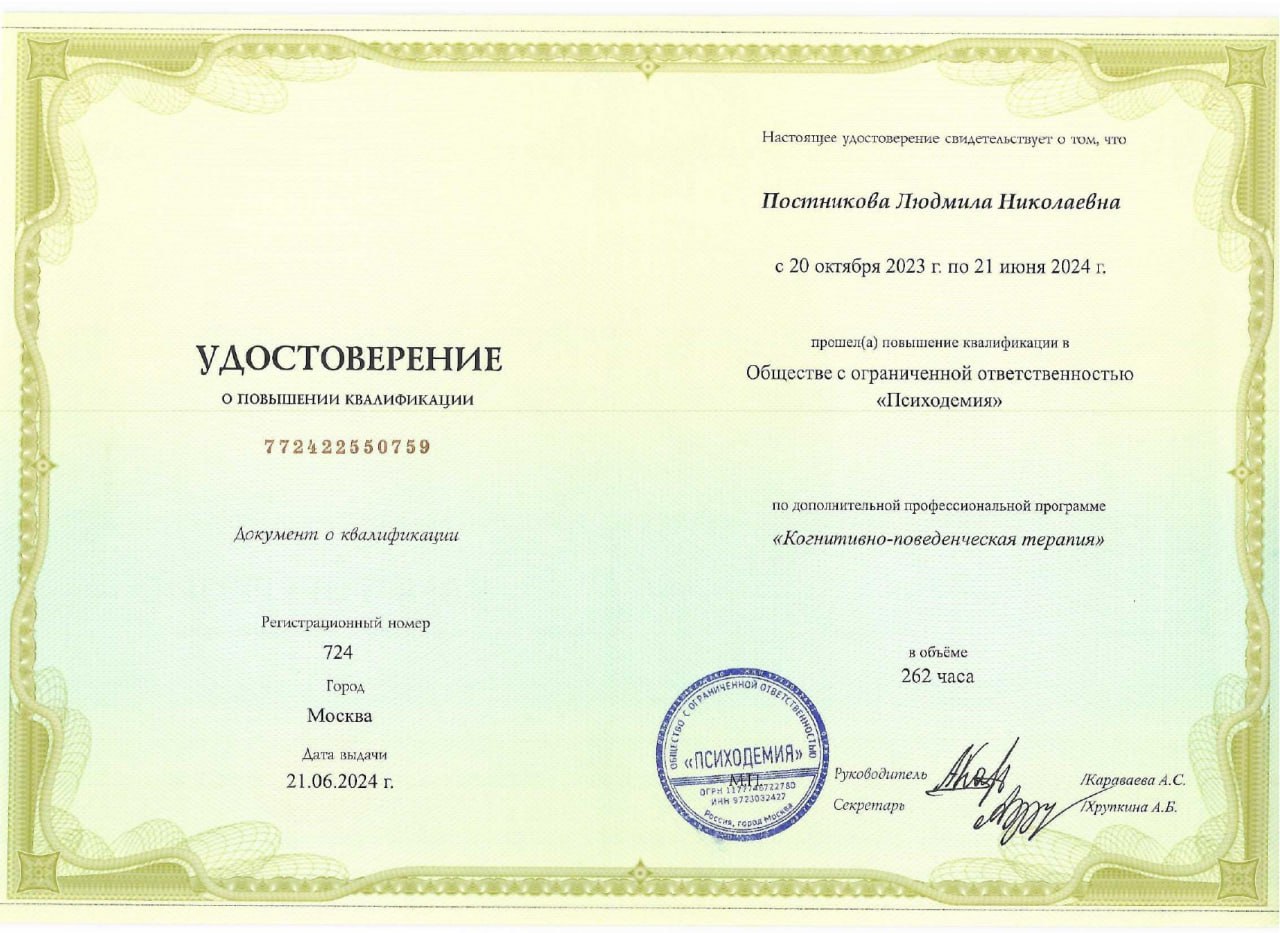 УДОСТОВЕРЕНИЕ
О ПОВЫШЕНИИ КВАЛИФИКАЦИИ
772422550759
Документ о квалификации
Регистрационный номер
724
Город
Москва
Дата выдачи
21.06.2024 г.
Настоящее удостоверение свидетельствует о том, что
Постникова Людмила Николаевна
с 20 октября 2023 г. по 21 июня 2024 г.
прошел(а) повышение квалификации в
Обществе с ограниченной ответственностью
«Психодемия»
по дополнительной профессиональной программе
«Когнитивно-поведенческая терапия»
в объёме
262 часа
ОБЩЕСТВО С ОГРАНИЧЕННОЙ ОТВЕТСТВЕННОСТЬЮ
«ПСИХОДЕМИЯ»
М.П.
ОГРН 1177746722780
ИНН 9723032427
Россия, город Москва
Руководитель /Караваева А.С.
Секретарь /Хрупкина А.Б.